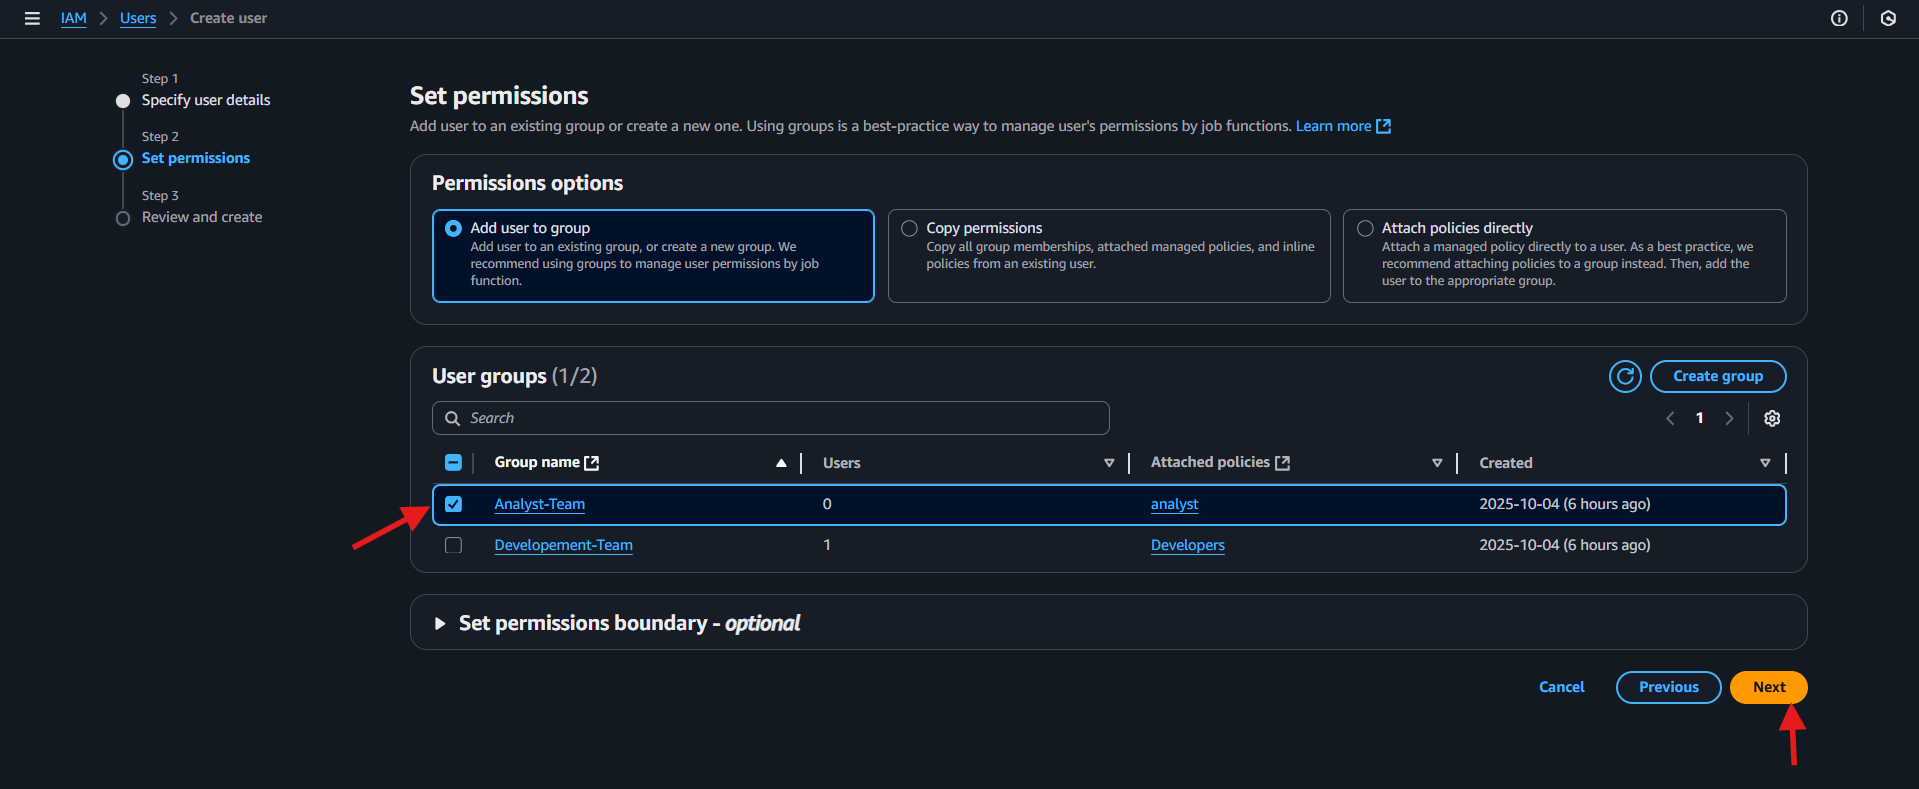 IAM > Users > Create user
Step 1
Specify user details
Step 2
Set permissions
Step 3
Review and create
Set permissions
Add user to an existing group or create a new one. Using groups is a best-practice way to manage user's permissions by job functions. Learn more
Permissions options
Add user to group
Add user to an existing group, or create a new group. We
recommend using groups to manage user permissions by job
function.
Copy permissions
Copy all group memberships, attached managed policies, and inline
policies from an existing user.
Attach policies directly
Attach a managed policy directly to a user. As a best practice, we
recommend attaching policies to a group instead. Then, add the
user to the appropriate group.
User groups (1/2)
Create group
Search
1
Group name Users Attached policies Created
Analyst-Team 0 analyst 2025-10-04 (6 hours ago)
Developement-Team 1 Developers 2025-10-04 (6 hours ago)
Set permissions boundary - optional
Cancel Previous Next